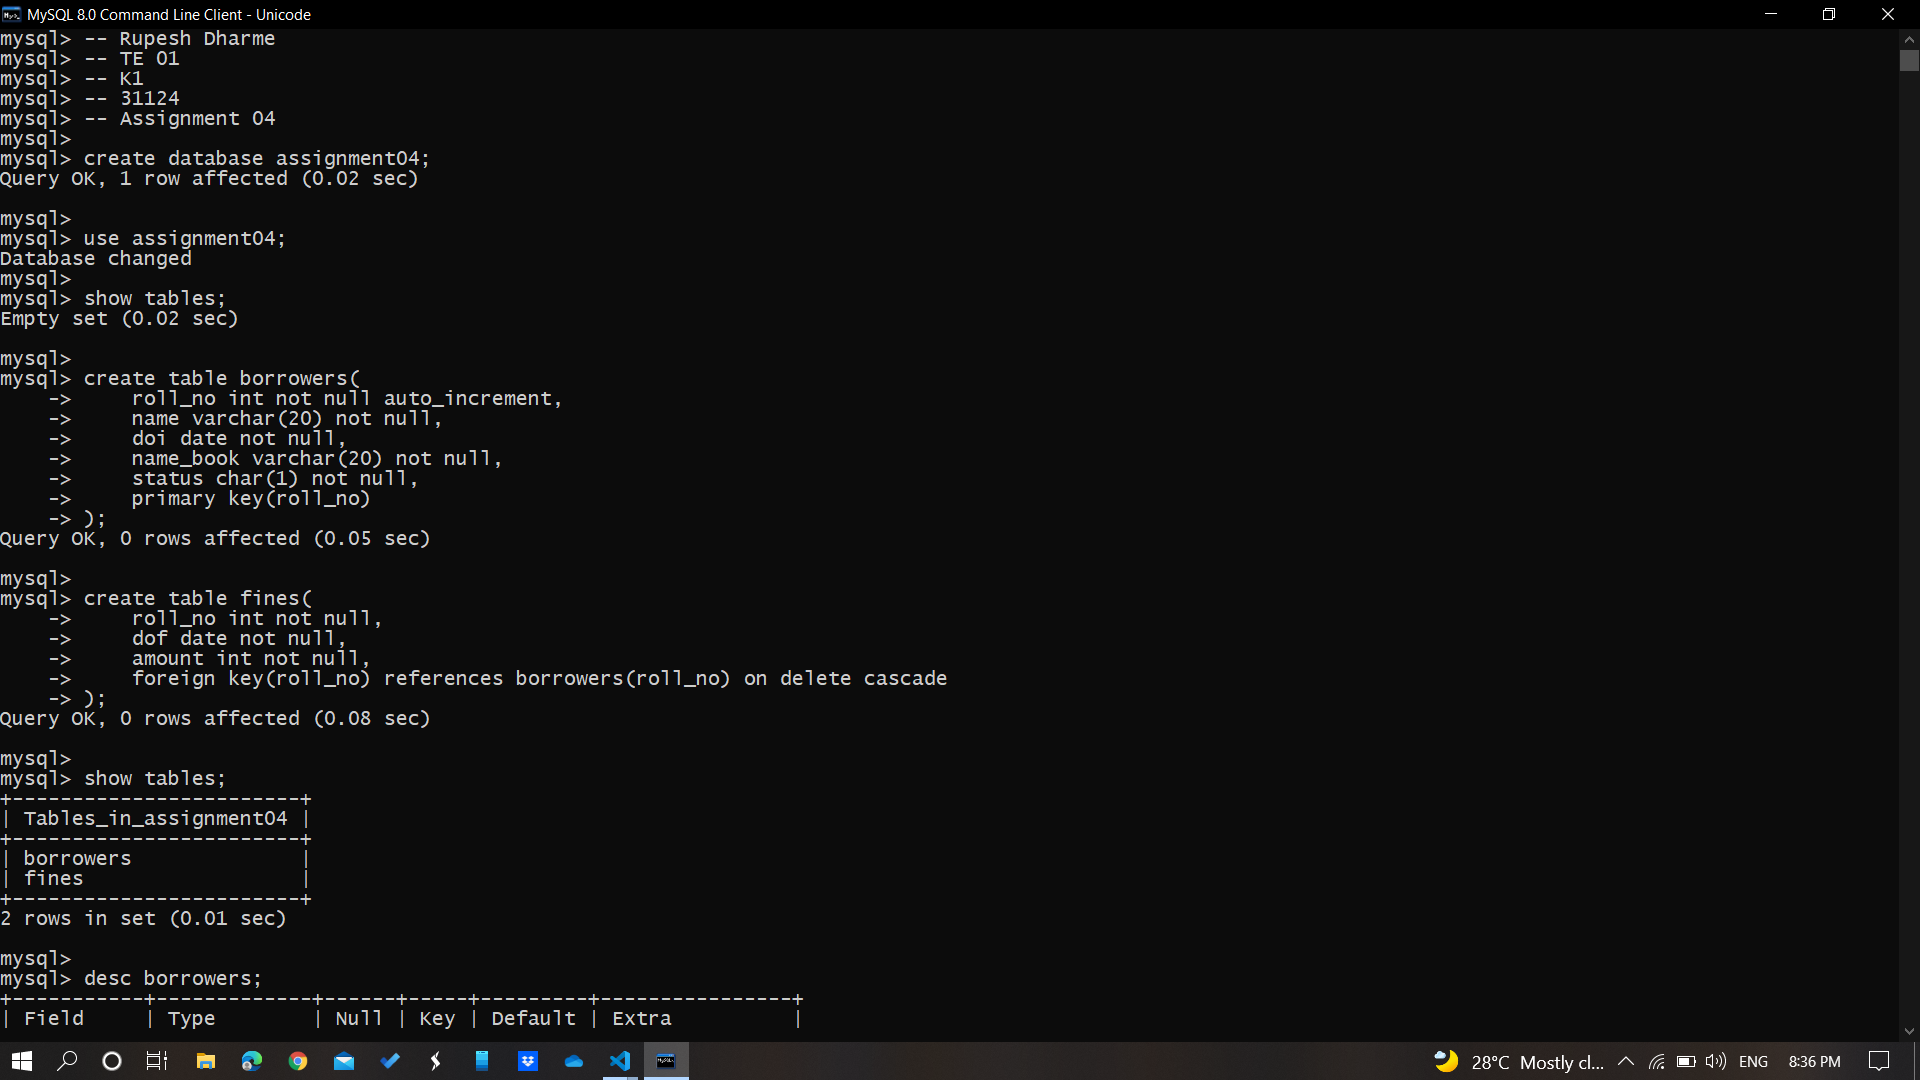 MySQL 8.0 Command Line Client - Unicode
mysql> -- Rupesh Dharme
mysql> -- TE 01
mysql> -- K1
mysql> -- 31124
mysql> -- Assignment 04
mysql>
mysql> create database assignment04;
Query OK, 1 row affected (0.02 sec)
mysql>
mysql> use assignment04;
Database changed
mysql>
mysql> show tables;
Empty set (0.02 sec)
mysql>
mysql> create table borrowers(
    ->     roll_no int not null auto_increment,
    ->     name varchar(20) not null,
    ->     doi date not null,
    ->     name_book varchar(20) not null,
    ->     status char(1) not null,
    ->     primary key(roll_no)
    -> );
Query OK, 0 rows affected (0.05 sec)
mysql>
mysql> create table fines(
    ->     roll_no int not null,
    ->     dof date not null,
    ->     amount int not null,
    ->     foreign key(roll_no) references borrowers(roll_no) on delete cascade
    -> );
Query OK, 0 rows affected (0.08 sec)
mysql>
mysql> show tables;
+------------------------+
| Tables_in_assignment04 |
+------------------------+
| borrowers              |
| fines                  |
+------------------------+
2 rows in set (0.01 sec)
mysql>
mysql> desc borrowers;
+-----------+-------------+------+-----+---------+----------------+
| Field     | Type        | Null | Key | Default | Extra          |
28°C Mostly cl... ENG 8:36 PM